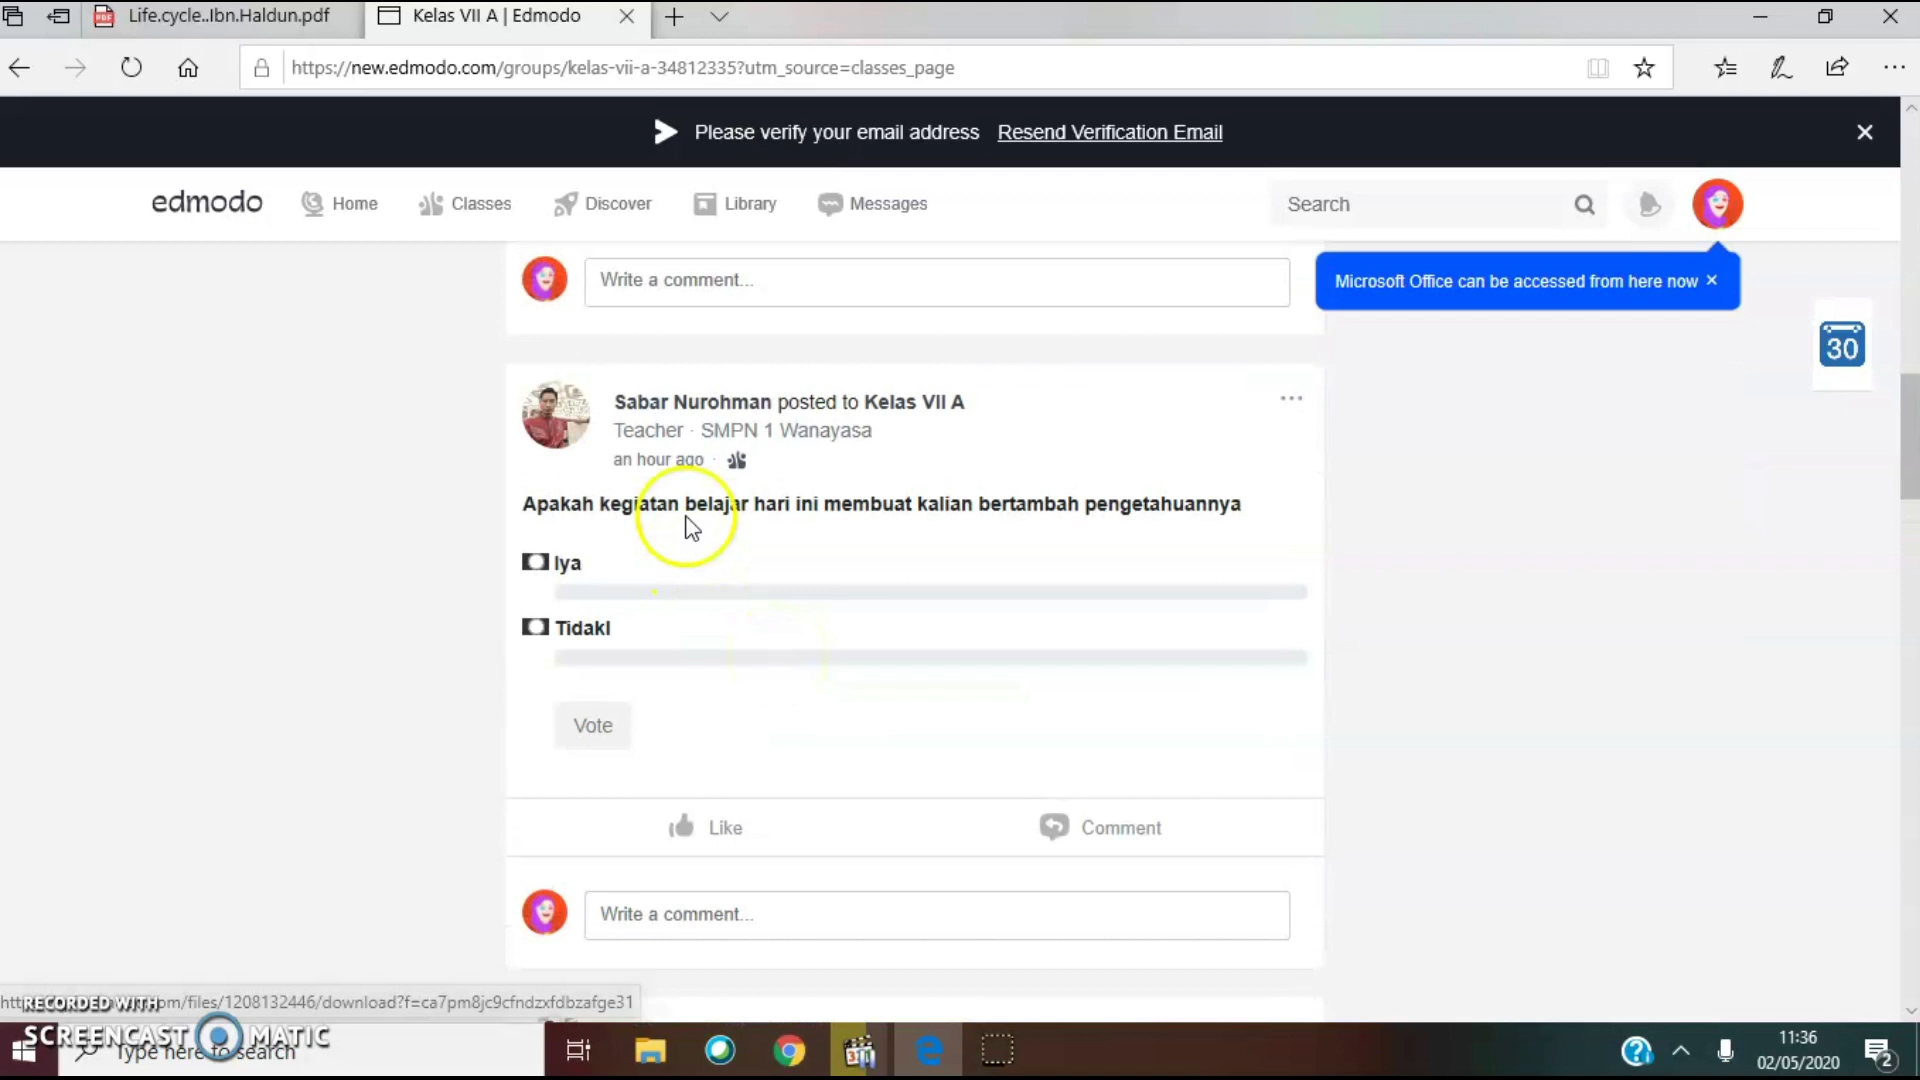 Life.cycle..Ibn.Haldun.pdf
Kelas VII A | Edmodo
https://new.edmodo.com/groups/kelas-vii-a-34812335?utm_source=classes_page
Please verify your email address Resend Verification Email
edmodo Home Classes Discover Library Messages Search
Write a comment...
Microsoft Office can be accessed from here now
30
Sabar Nurohman posted to Kelas VII A
Teacher · SMPN 1 Wanayasa
an hour ago ·
Apakah kegiatan belajar hari ini membuat kalian bertambah pengetahuannya
Iya
Tidakl
Vote
Like Comment
Write a comment...
om/files/1208132446/download?f=ca7pm8jc9cfndzxfdbzafge31
RECORDED WITH
SCREENCAST MATIC
Type here to search
11:36
02/05/2020
2